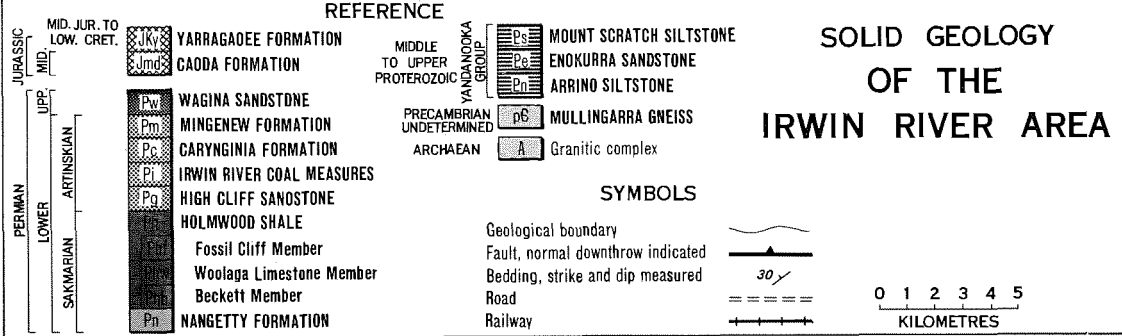 REFERENCE
JURASSIC
MID.
MID. JUR. TO
LOW. CRET.
JKy YARRAGAOEE FORMATION
Jmd CAODA FORMATION
PERMIAN
UPP.
LOWER
ARTINSKIAN
SAKMARIAN
Pw WAGINA SANDSTONE
Pm MINGENEW FORMATION
Pc CARYNGINIA FORMATION
Pi IRWIN RIVER COAL MEASURES
Pg HIGH CLIFF SANOSTONE
Ph HOLMWOOD SHALE
Fossil Cliff Member
Woolaga Limestone Member
Beckett Member
Pn NANGETTY FORMATION
MIDDLE
TO UPPER
PROTEROZOIC
YANDANOOKA
GROUP
Ps MOUNT SCRATCH SILTSTONE
Pe ENOKURRA SANDSTONE
Pn ARRINO SILTSTONE
PRECAMBRIAN
UNDETERMINED
p€ MULLINGARRA GNEISS
ARCHAEAN
A Granitic complex
SYMBOLS
Geological boundary
Fault, normal downthrow indicated
Bedding, strike and dip measured 30
Road
Railway
SOLID GEOLOGY
OF THE
IRWIN RIVER AREA
0 1 2 3 4 5
KILOMETRES